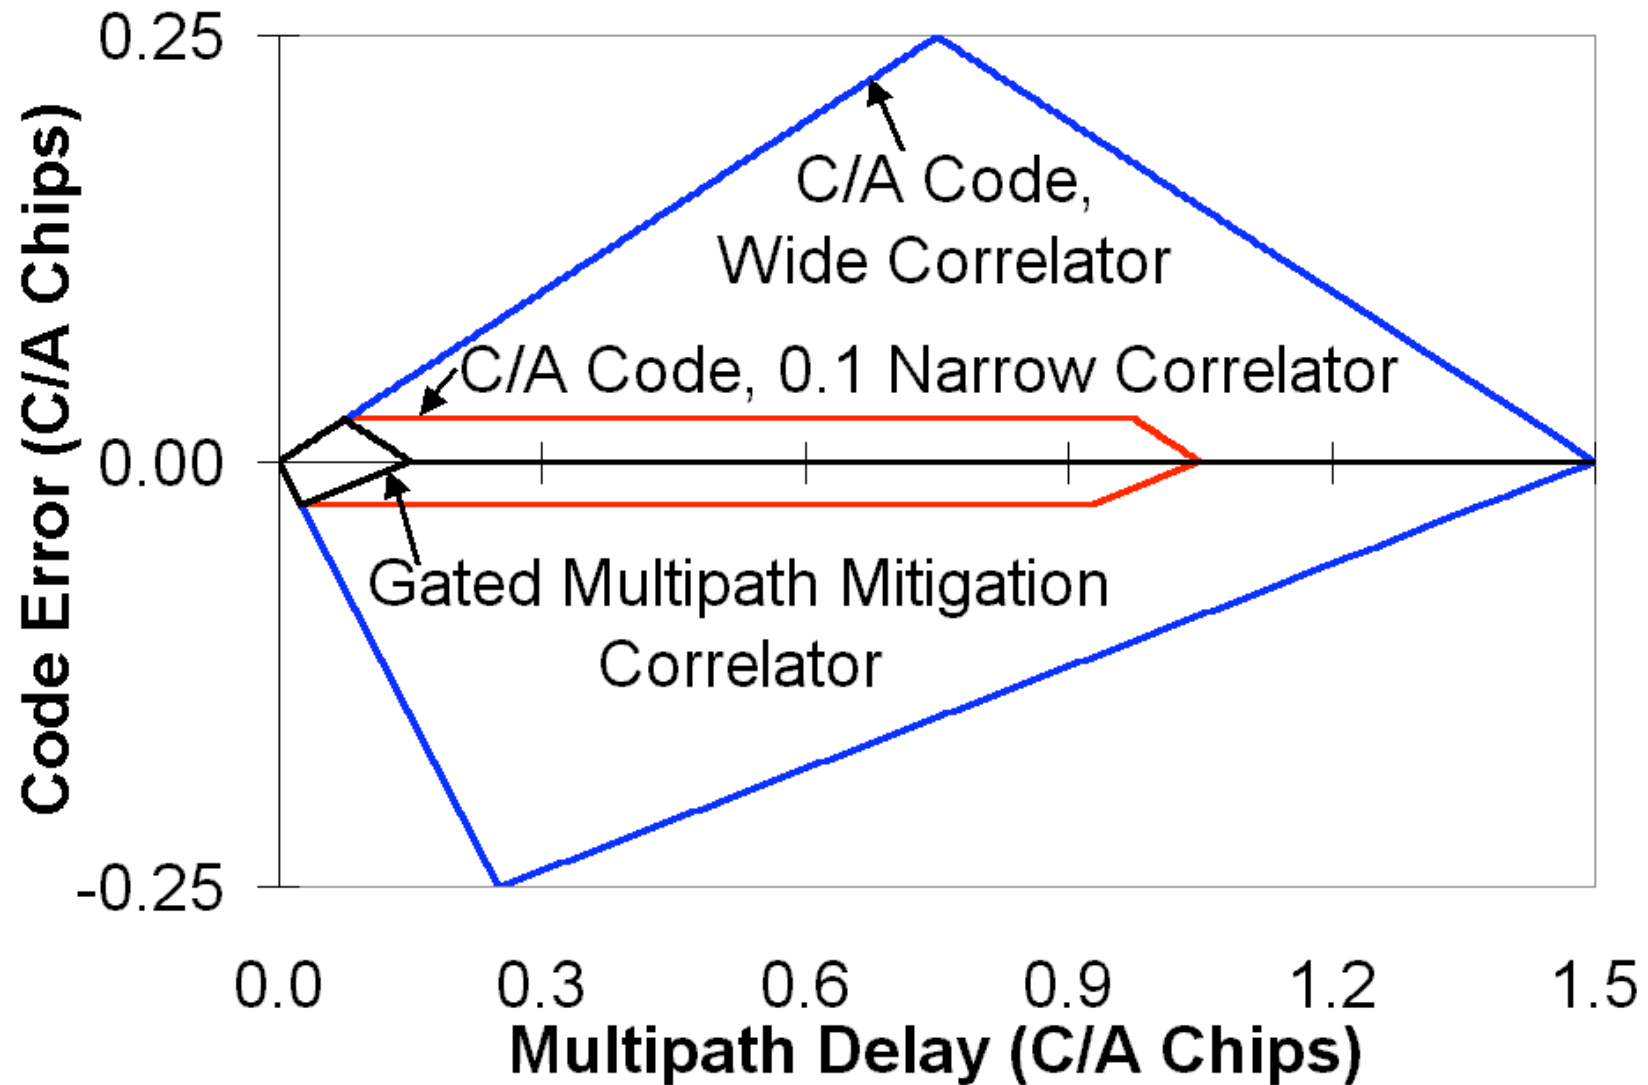 0.25
C/A Code,
Wide Correlator
C/A Code, 0.1 Narrow Correlator
0.00
Gated Multipath Mitigation
Correlator
-0.25
0.0 0.3 0.6 0.9 1.2 1.5
Multipath Delay (C/A Chips)
Code Error (C/A Chips)